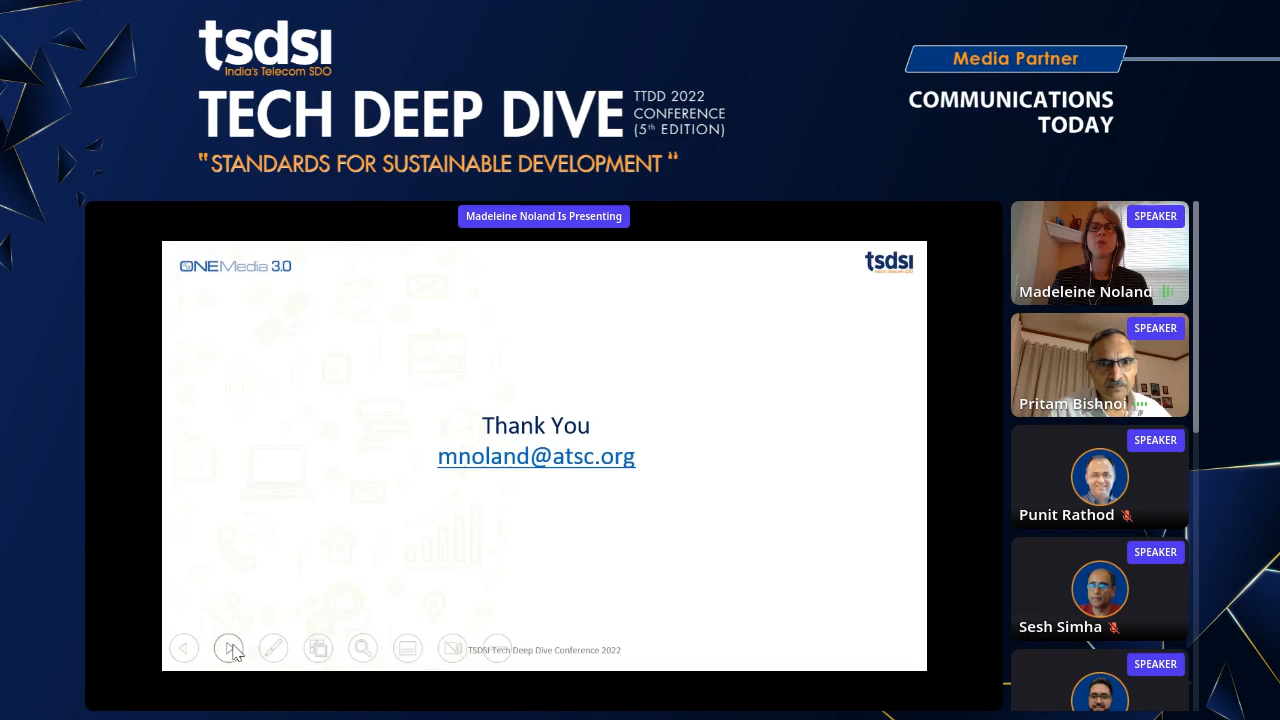 tsdsı
India's Telecom SDO
TECH DEEP DIVE
TTDD 2022
CONFERENCE
(5th EDITION)
"STANDARDS FOR SUSTAINABLE DEVELOPMENT"
Media Partner
COMMUNICATIONS
TODAY
Madeleine Noland Is Presenting
ONEMedia 3.0
tsdsı
Thank You
mnoland@atsc.org
TSDSI Tech Deep Dive Conference 2022
SPEAKER
Madeleine Noland
SPEAKER
Pritam Bishnoi
SPEAKER
Punit Rathod
SPEAKER
Sesh Simha
SPEAKER